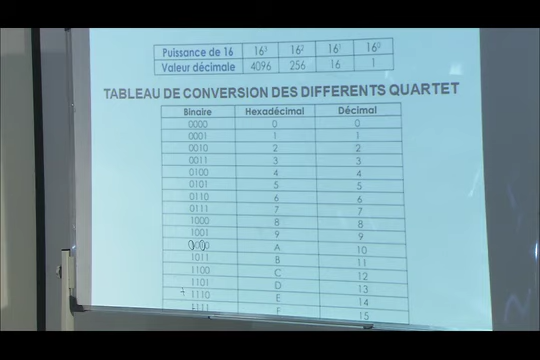 Puissance de 16 16³ 16² 16¹ 16⁰
Valeur décimale 4096 256 16 1
TABLEAU DE CONVERSION DES DIFFERENTS QUARTET
Binaire Hexadécimal Décimal
0000 0 0
0001 1 1
0010 2 2
0011 3 3
0100 4 4
0101 5 5
0110 6 6
0111 7 7
1000 8 8
1001 9 9
A 10
1011 B 11
1100 C 12
1101 D 13
1110 E 14
1111 F 15